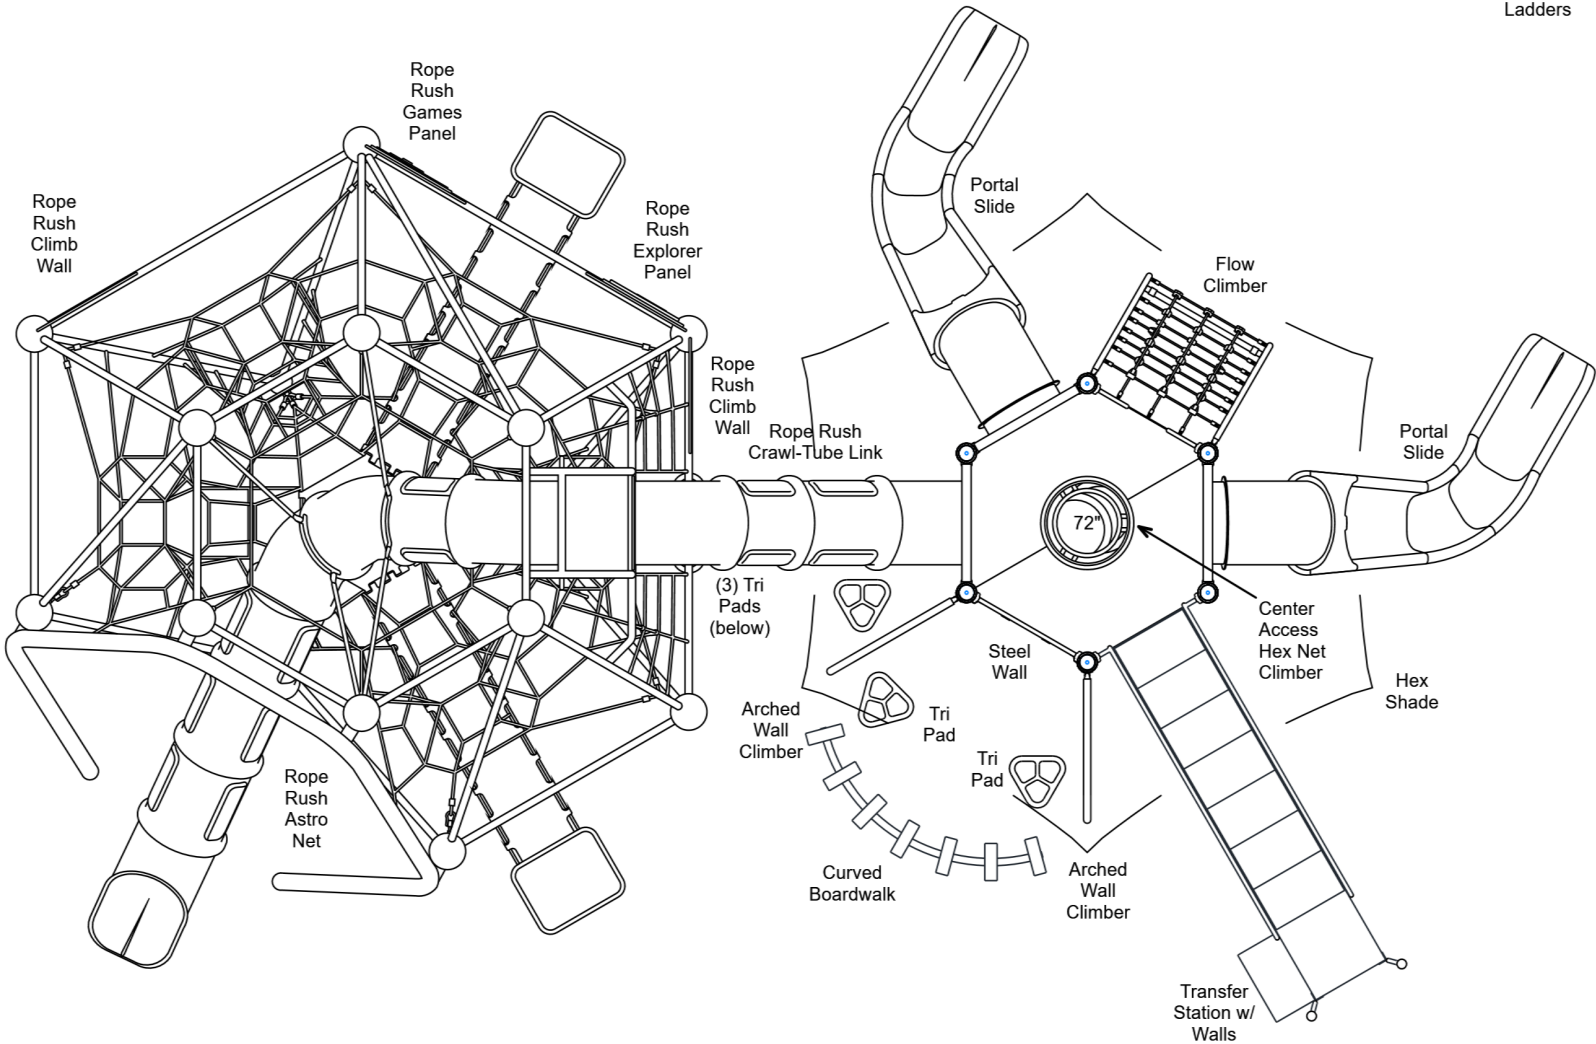 Ladders
Rope
Rush
Games
Panel
Rope
Rush
Climb
Wall
Rope
Rush
Explorer
Panel
Portal
Slide
Flow
Climber
Rope
Rush
Climb
Wall
Rope Rush
Crawl-Tube Link
Portal
Slide
72"
(3) Tri
Pads
(below)
Steel
Wall
Center
Access
Hex Net
Climber
Hex
Shade
Arched
Wall
Climber
Tri
Pad
Tri
Pad
Rope
Rush
Astro
Net
Curved
Boardwalk
Arched
Wall
Climber
Transfer
Station w/
Walls